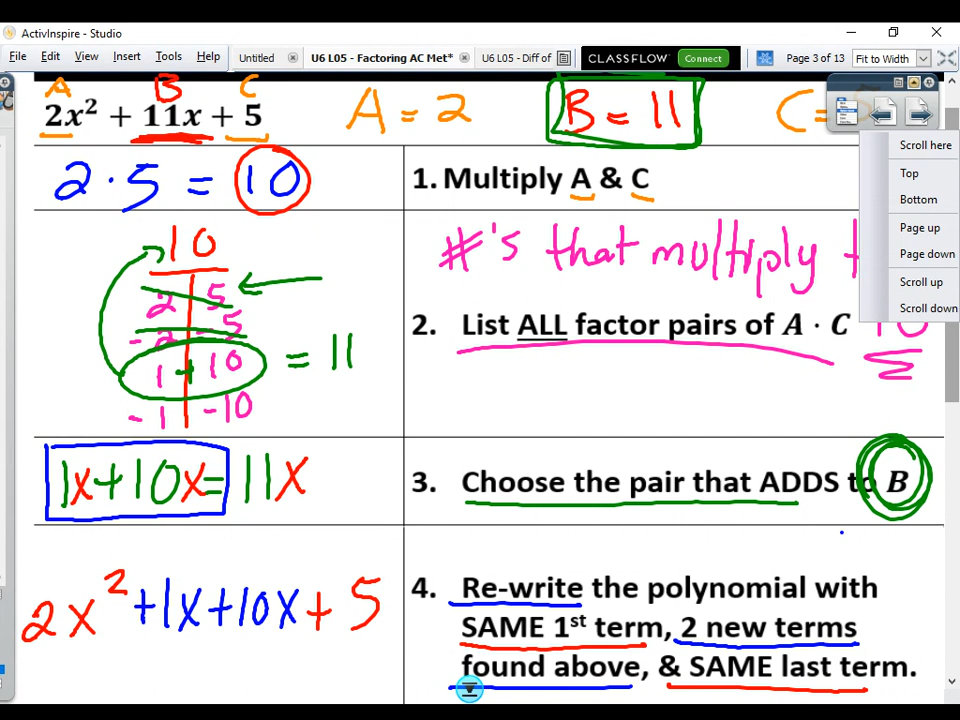 ActivInspire - Studio
File Edit View Insert Tools Help Untitled U6 L05 - Factoring AC Met* U6 L05 - Diff of CLASSFLOW Connect Page 3 of 13 Fit to Width
A B C
2x² + 11x + 5 A = 2 B = 11 C =
Scroll here
Top
Bottom
Page up
Page down
Scroll up
Scroll down
2 · 5 = 10 1. Multiply A & C
#'s that multiply
10
2 5
-2 -5
1 + 10 = 11
-1 -10
2. List ALL factor pairs of A · C 10
1x+10x= 11x 3. Choose the pair that ADDS to B
2x² +1x+10x+ 5 4. Re-write the polynomial with
SAME 1st term, 2 new terms
found above, & SAME last term.